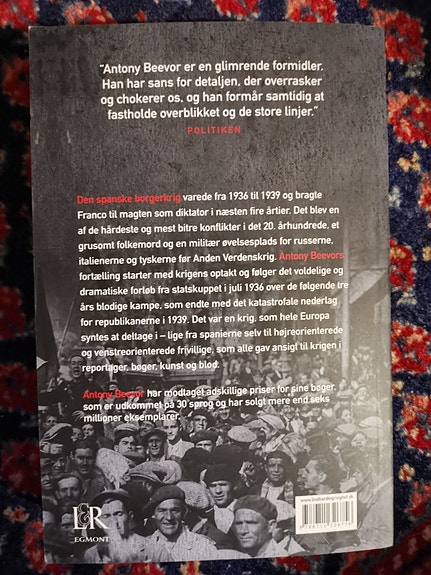 “Antony Beevor er en glimrende formidler.
Han har sans for detaljen, der overrasker
og chokerer os, og han formår samtidig at
fastholde overblikket og de store linjer.”
POLITIKEN
Den spanske borgerkrig varede fra 1936 til 1939 og bragte
Franco til magten som diktator i næsten fire årtier. Det blev en
af de hårdeste og mest bitre konflikter i det 20. århundrede, et
grusomt folkemord og en militær øvelsesplads for russerne,
italienerne og tyskerne før Anden Verdenskrig. Antony Beevors
fortælling starter med krigens optakt og følger det voldelige og
dramatiske forløb fra statskuppet i juli 1936 over de følgende tre
års blodige kampe, som endte med det katastrofale nederlag
for republikanerne i 1939. Det var en krig, som hele Europa
syntes at deltage i – lige fra spanierne selv til højreorienterede
og venstreorienterede frivillige, som alle gav ansigt til krigen i
reportager, bøger, kunst og blod.
Antony Beevor har modtaget adskillige priser for sine bøger,
som er udkommet på 30 sprog og har solgt mere end seks
millioner eksemplarer.
L&R
EGMONT
www.lindhardtogringhof.dk